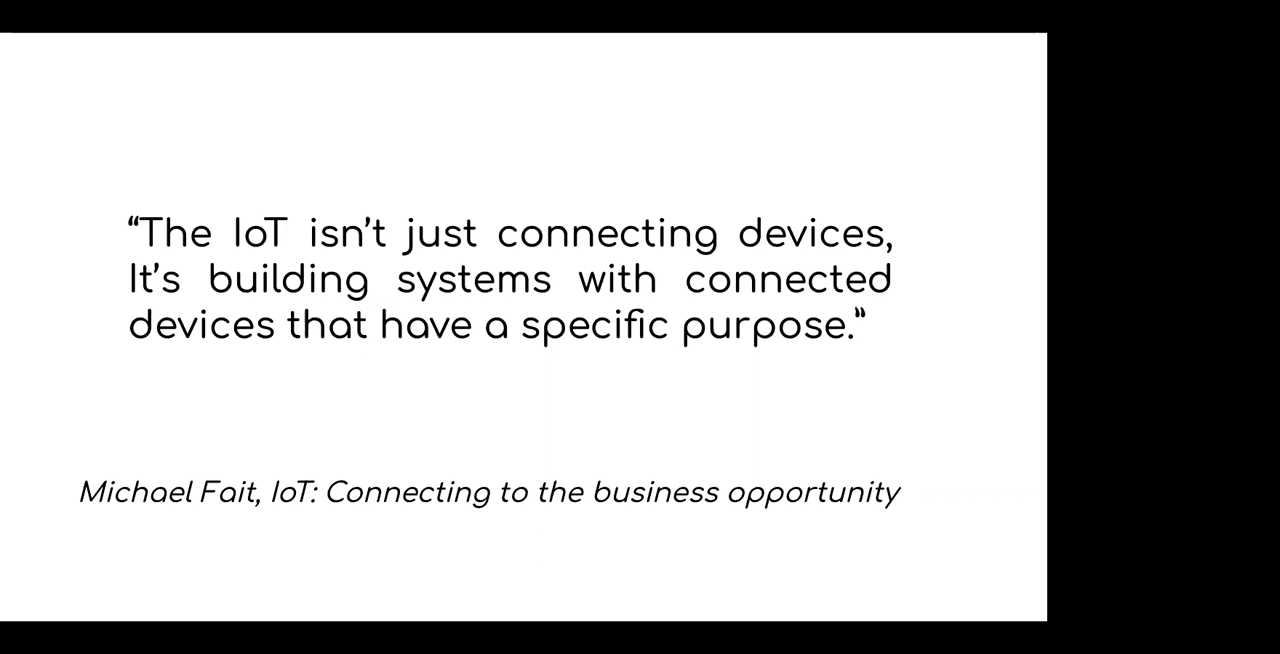 “The IoT isn’t just connecting devices,
It’s building systems with connected
devices that have a specific purpose.”
Michael Fait, IoT: Connecting to the business opportunity